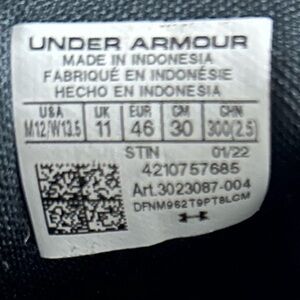 UNDER ARMOUR
MADE IN INDONESIA
FABRIQUÉ EN INDONÉSIE
HECHO EN INDONESIA
USA UK EUR CM CHN
M12/W13.5 11 46 30 300(2.5)
STIN 01/22
4210757685
Art.3023087-004
DFNM962T9PT8LCM